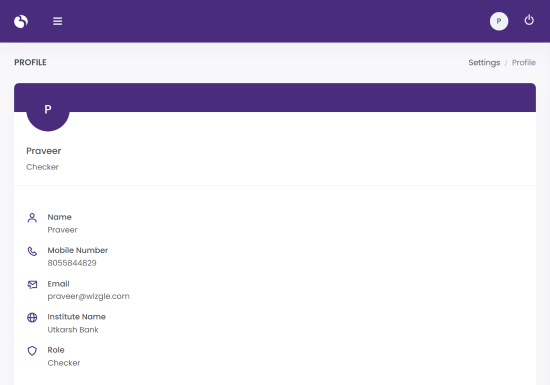 P
PROFILE
Settings / Profile
P
Praveer
Checker
Name
Praveer
Mobile Number
8055844829
Email
praveer@wizgle.com
Institute Name
Utkarsh Bank
Role
Checker